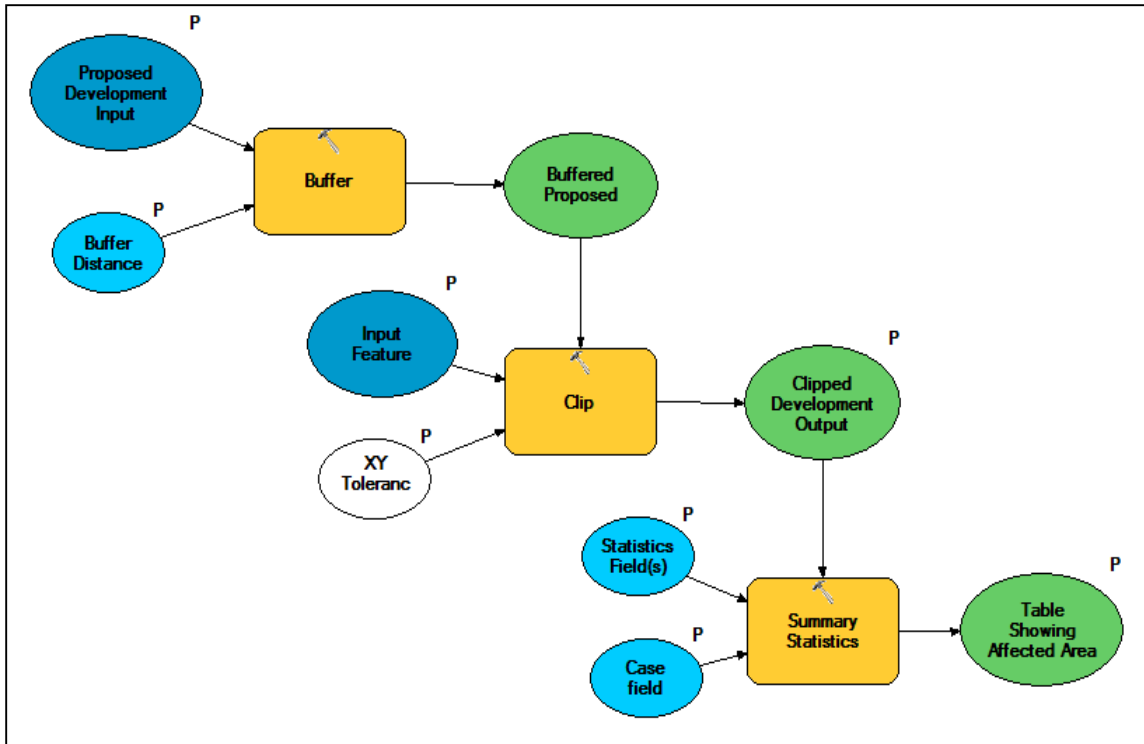 P
Proposed
Development
Input
Buffer
Buffered
Proposed
P
Buffer
Distance
P
Input
Feature
Clip
P
Clipped
Development
Output
P
XY
Toleranc
P
Statistics
Field(s)
Summary
Statistics
P
Table
Showing
Affected Area
P
Case
field